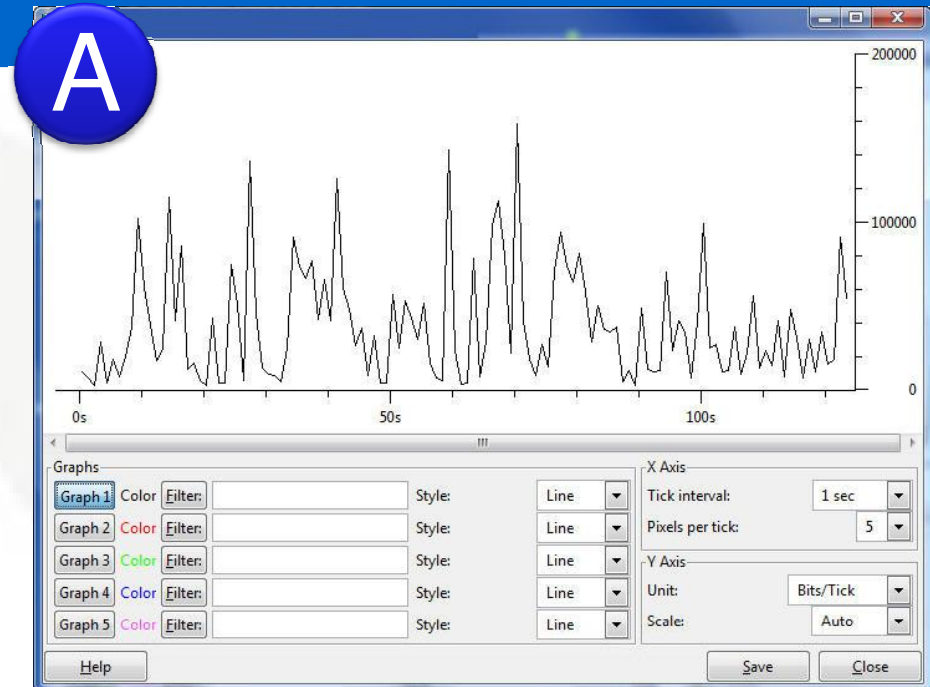 A
200000
100000
0
0s 50s 100s
Graphs
Graph 1 Color Filter: Style: Line
Graph 2 Color Filter: Style: Line
Graph 3 Color Filter: Style: Line
Graph 4 Color Filter: Style: Line
Graph 5 Color Filter: Style: Line
X Axis
Tick interval: 1 sec
Pixels per tick: 5
Y Axis
Unit: Bits/Tick
Scale: Auto
Help Save Close